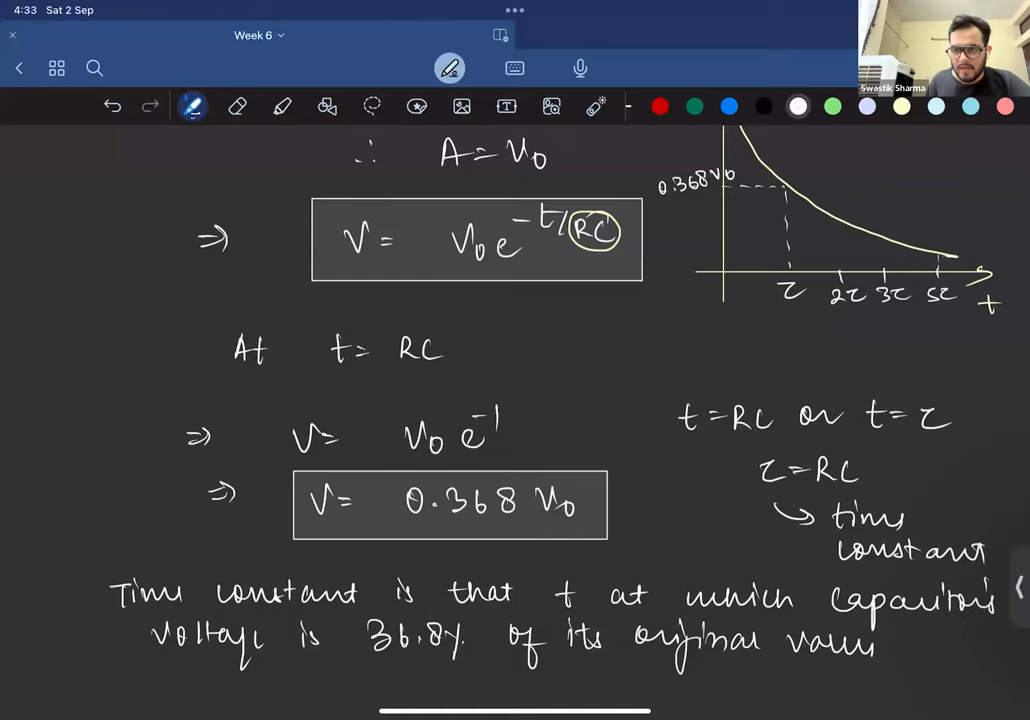 4:33 Sat 2 Sep
Week 6
Swastik Sharma
∴ A = V₀
0.368 V₀
⇒ V = V₀ e^(-t/RC)
τ 2τ 3τ 5τ
t
At t = RC
⇒ V = V₀ e⁻¹
t = RC or t = τ
τ = RC
⇒ V = 0.368 V₀
↳ time
constant
Time constant is that t at which capacitor's
voltage is 36.8% of its original value